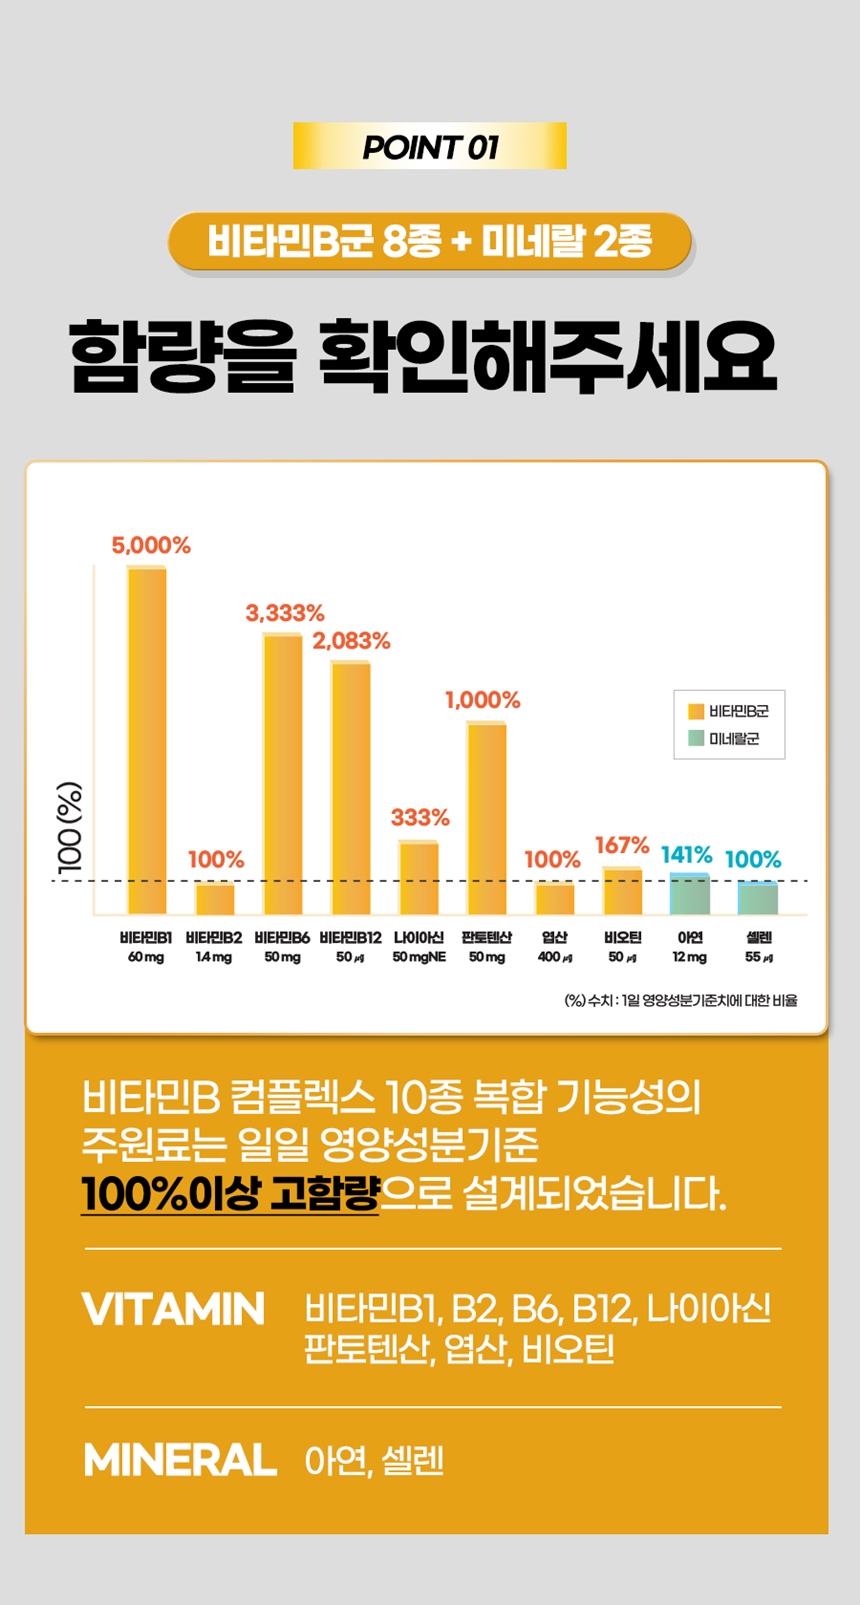 POINT 01
비타민B군 8종 + 미네랄 2종
함량을 확인해주세요
5,000%
3,333%
2,083%
1,000%
333%
167%
141%
100%
100%
100%
비타민B군
미네랄군
100 (%)
비타민B1 비타민B2 비타민B6 비타민B12 나이아신 판토텐산 엽산 비오틴 아연 셀렌
60 mg 1.4 mg 50 mg 50 ㎍ 50 mgNE 50 mg 400 ㎍ 50 ㎍ 12 mg 55 ㎍
(%) 수치 : 1일 영양성분기준치에 대한 비율
비타민B 컴플렉스 10종 복합 기능성의
주원료는 일일 영양성분기준
100%이상 고함량으로 설계되었습니다.
VITAMIN 비타민B1, B2, B6, B12, 나이아신
판토텐산, 엽산, 비오틴
MINERAL 아연, 셀렌